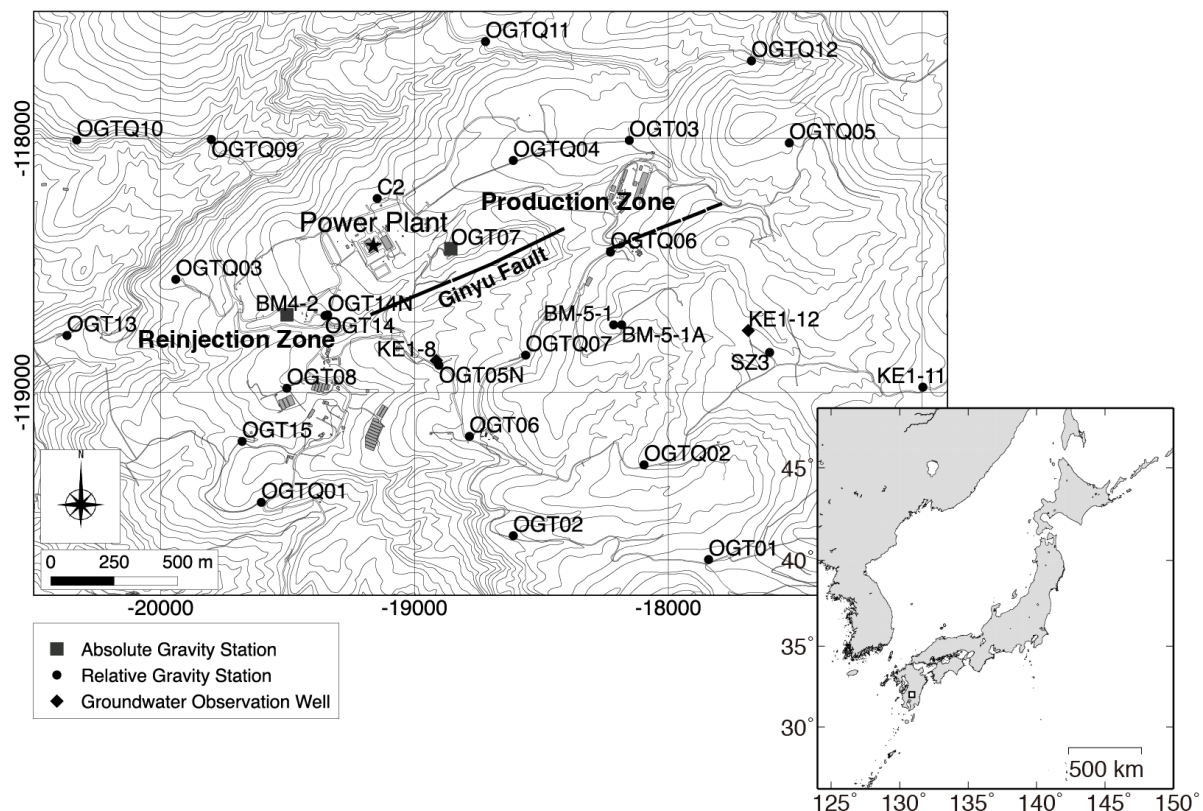 OGTQ11
OGTQ12
-118000
OGTQ10
OGTQ09
OGT03
OGTQ05
OGTQ04
C2
Production Zone
Power Plant
OGT07
OGTQ06
Ginyu Fault
OGTQ03
BM4-2
OGT14N
OGT14
BM-5-1
BM-5-1A
KE1-12
OGT13
Reinjection Zone
KE1-8
OGTQ07
SZ3
OGT05N
KE1-11
-119000
OGT08
OGT15
OGT06
OGTQ02
N
OGTQ01
OGT02
OGT01
0 250 500 m
-20000 -19000 -18000
Absolute Gravity Station
Relative Gravity Station
Groundwater Observation Well
45°
40°
35°
30°
500 km
125° 130° 135° 140° 145° 150°